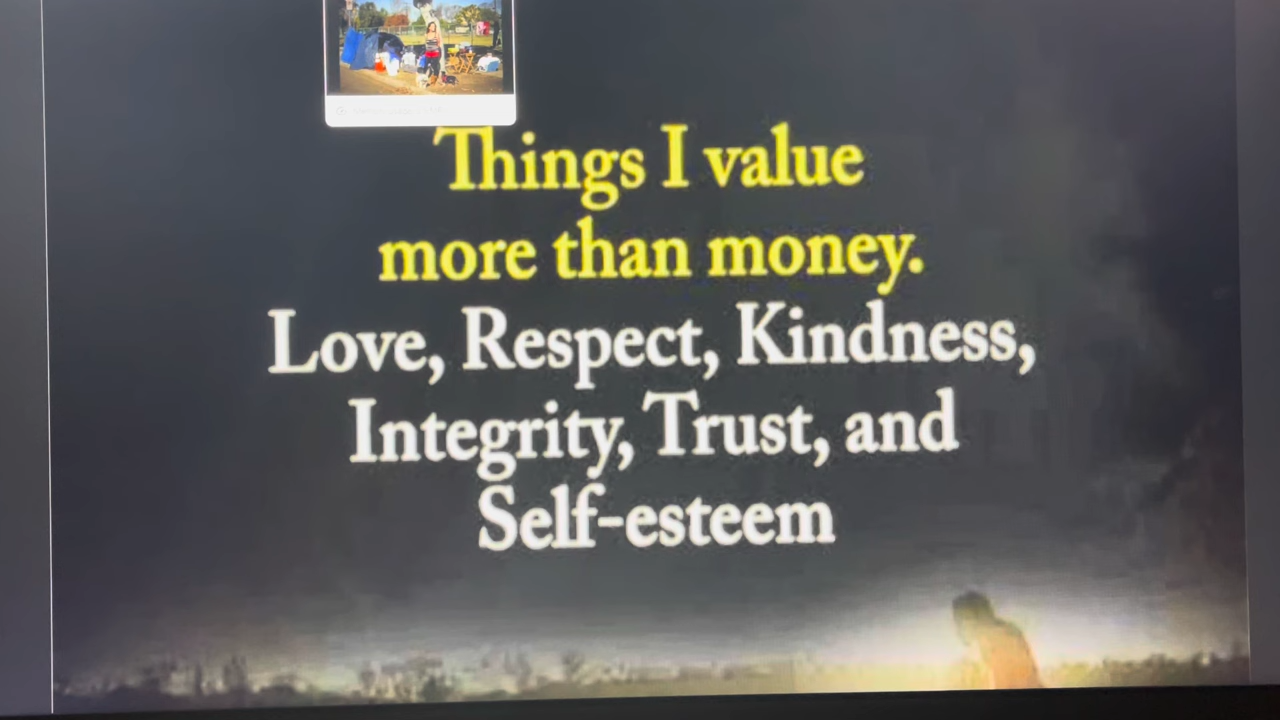 Things I value
more than money.
Love, Respect, Kindness,
Integrity, Trust, and
Self-esteem